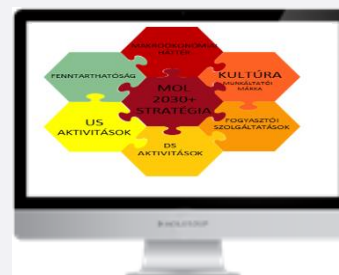 MAKROGAZDASÁGI
HÁTTÉR
FENNTARTHATÓSÁG
KULTÚRA
MUNKÁLTATÓI
MÁRKA
MOL
2030+
STRATÉGIA
US
AKTIVITÁSOK
FOGYASZTÓI
SZOLGÁLTATÁSOK
DS
AKTIVITÁSOK